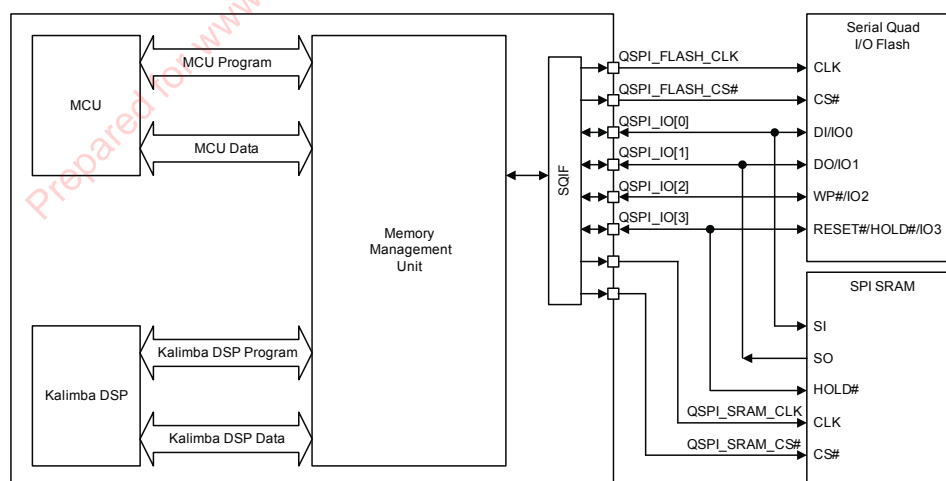 Prepared for www
MCU
MCU Program
MCU Data
Memory
Management
Unit
Kalimba DSP
Kalimba DSP Program
Kalimba DSP Data
SQIF
QSPI_FLASH_CLK
QSPI_FLASH_CS#
QSPI_IO[0]
QSPI_IO[1]
QSPI_IO[2]
QSPI_IO[3]
QSPI_SRAM_CLK
QSPI_SRAM_CS#
Serial Quad
I/O Flash
CLK
CS#
DI/IO0
DO/IO1
WP#/IO2
RESET#/HOLD#/IO3
SPI SRAM
SI
SO
HOLD#
CLK
CS#